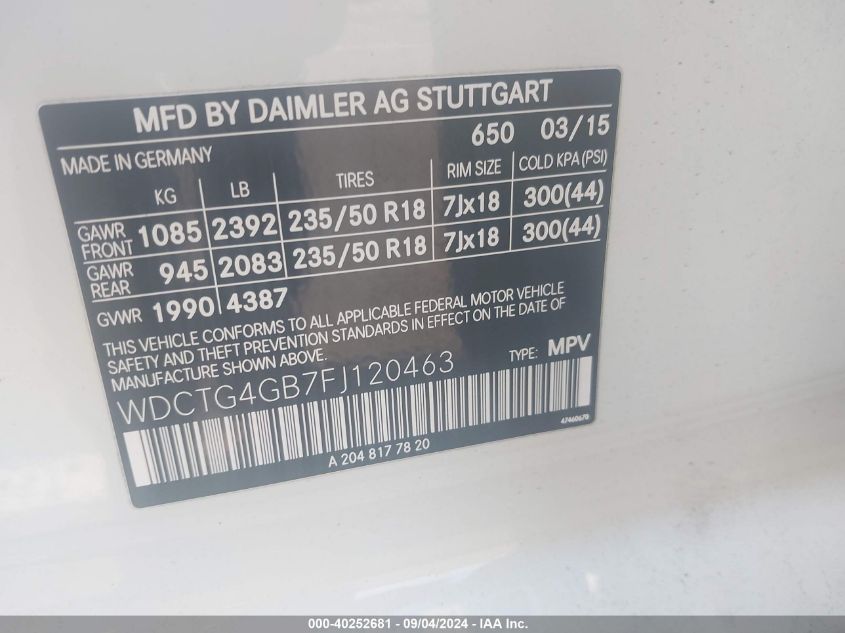 MFD BY DAIMLER AG STUTTGART
650 03/15
MADE IN GERMANY
KG LB TIRES RIM SIZE COLD KPA (PSI)
GAWR FRONT 1085 2392 235/50 R18 7Jx18 300(44)
GAWR REAR 945 2083 235/50 R18 7Jx18 300(44)
GVWR 1990 4387
THIS VEHICLE CONFORMS TO ALL APPLICABLE FEDERAL MOTOR VEHICLE
SAFETY AND THEFT PREVENTION STANDARDS IN EFFECT ON THE DATE OF
MANUFACTURE SHOWN ABOVE.
TYPE: MPV
WDCTG4GB7FJ120463
47460670
A 204 817 78 20
000-40252681 - 09/04/2024 - IAA Inc.